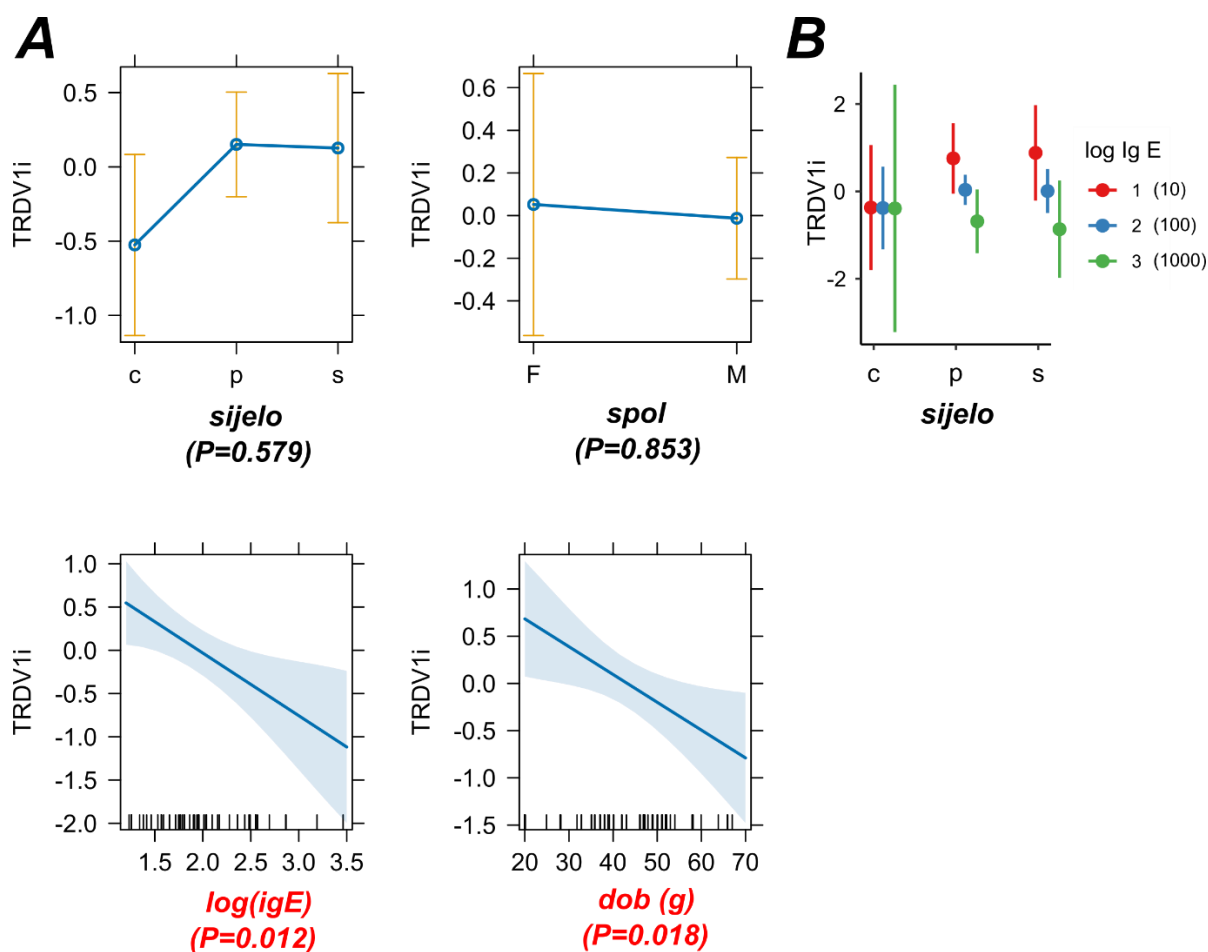 A
TRDV1i
0.5
0.0
-0.5
-1.0
c p s
sijelo
(P=0.579)
TRDV1i
0.6
0.4
0.2
0.0
-0.2
-0.4
F M
spol
(P=0.853)
B
TRDV1i
2
0
-2
c p s
sijelo
log Ig E
1 (10)
2 (100)
3 (1000)
TRDV1i
1.0
0.5
0.0
-0.5
-1.0
-1.5
-2.0
1.5 2.0 2.5 3.0 3.5
log(igE)
(P=0.012)
TRDV1i
1.0
0.5
0.0
-0.5
-1.0
-1.5
20 30 40 50 60 70
dob (g)
(P=0.018)